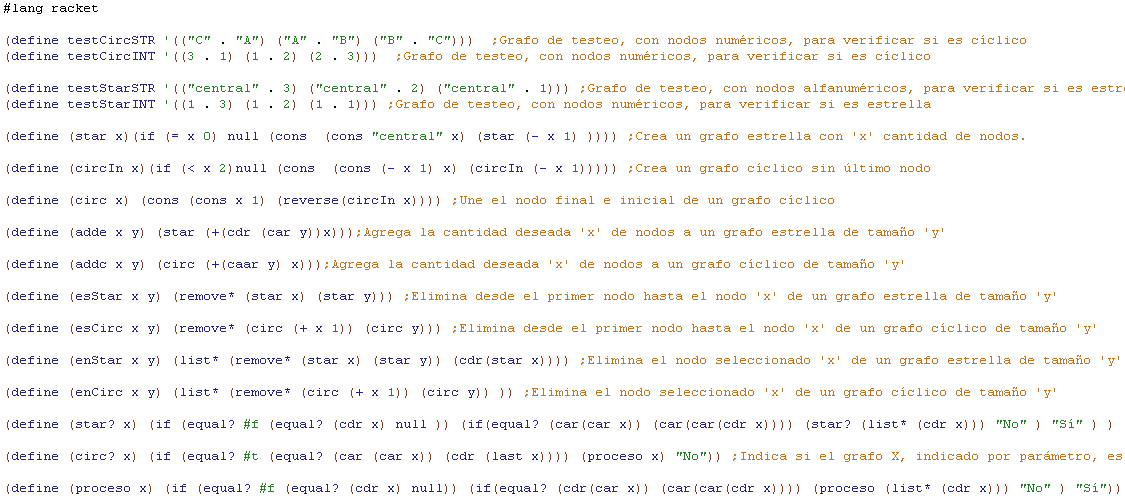 #lang racket
(define testCircSTR '(("C" . "A") ("A" . "B") ("B" . "C")))  ;Grafo de testeo, con nodos numéricos, para verificar si es cíclico
(define testCircINT '((3 . 1) (1 . 2) (2 . 3)))  ;Grafo de testeo, con nodos numéricos, para verificar si es cíclico
(define testStarSTR '(("central" . 3) ("central" . 2) ("central" . 1))) ;Grafo de testeo, con nodos alfanuméricos, para verificar si es estre
(define testStarINT '((1 . 3) (1 . 2) (1 . 1))) ;Grafo de testeo, con nodos numéricos, para verificar si es estrella
(define (star x)(if (= x 0) null (cons  (cons "central" x) (star (- x 1) )))) ;Crea un grafo estrella con 'x' cantidad de nodos.
(define (circIn x)(if (< x 2)null (cons  (cons (- x 1) x) (circIn (- x 1))))) ;Crea un grafo cíclico sin último nodo
(define (circ x) (cons (cons x 1) (reverse(circIn x)))) ;Une el nodo final e inicial de un grafo cíclico
(define (adde x y) (star (+(cdr (car y))x)));Agrega la cantidad deseada 'x' de nodos a un grafo estrella de tamaño 'y'
(define (addc x y) (circ (+(caar y) x)));Agrega la cantidad deseada 'x' de nodos a un grafo cíclico de tamaño 'y'
(define (esStar x y) (remove* (star x) (star y))) ;Elimina desde el primer nodo hasta el nodo 'x' de un grafo estrella de tamaño 'y'
(define (esCirc x y) (remove* (circ (+ x 1)) (circ y))) ;Elimina desde el primer nodo hasta el nodo 'x' de un grafo cíclico de tamaño 'y'
(define (enStar x y) (list* (remove* (star x) (star y)) (cdr(star x)))) ;Elimina el nodo seleccionado 'x' de un grafo estrella de tamaño 'y'
(define (enCirc x y) (list* (remove* (circ (+ x 1)) (circ y)) )) ;Elimina el nodo seleccionado 'x' de un grafo cíclico de tamaño 'y'
(define (star? x) (if (equal? #f (equal? (cdr x) null )) (if(equal? (car(car x)) (car(car(cdr x)))) (star? (list* (cdr x))) "No" ) "Sí" ) )
(define (circ? x) (if (equal? #t (equal? (car (car x)) (cdr (last x)))) (proceso x) "No")) ;Indica si el grafo X, indicado por parámetro, es
(define (proceso x) (if (equal? #f (equal? (cdr x) null)) (if(equal? (cdr(car x)) (car(car(cdr x)))) (proceso (list* (cdr x))) "No" ) "Sí"))